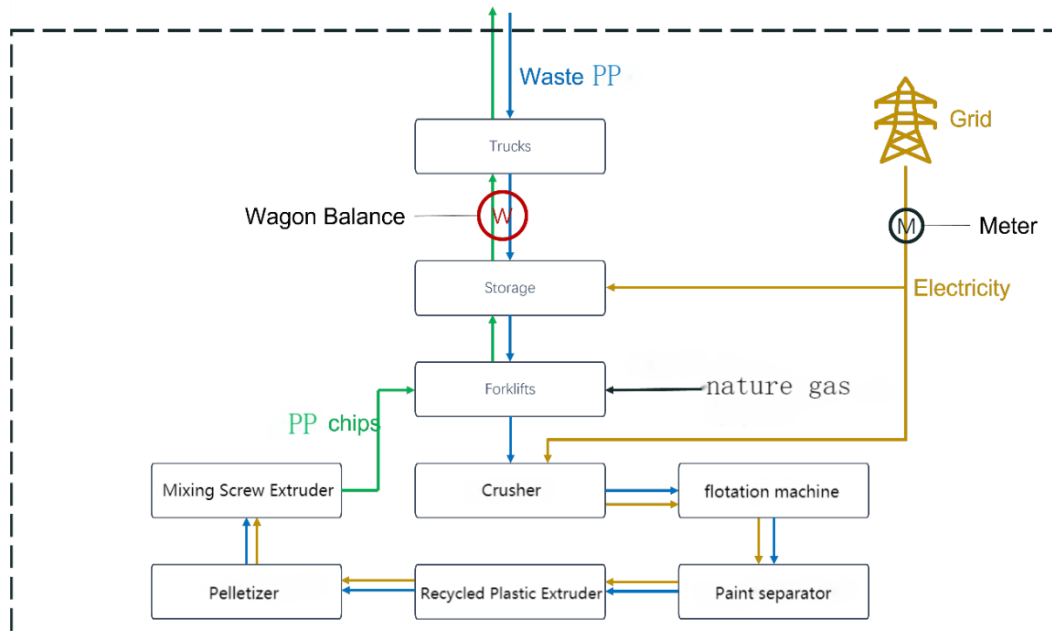 Waste PP
Grid
Trucks
Wagon Balance
W
M
Meter
Storage
Electricity
Forklifts
nature gas
PP chips
Mixing Screw Extruder
Crusher
flotation machine
Pelletizer
Recycled Plastic Extruder
Paint separator